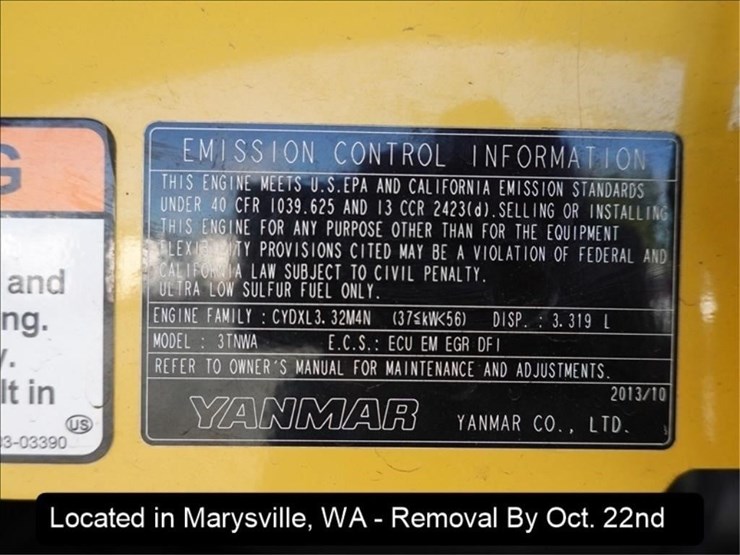 G
and
ng.
y.
lt in
US
3-03390
EMISSION CONTROL INFORMATION
THIS ENGINE MEETS U.S.EPA AND CALIFORNIA EMISSION STANDARDS
UNDER 40 CFR 1039.625 AND 13 CCR 2423(d).SELLING OR INSTALLING
THIS ENGINE FOR ANY PURPOSE OTHER THAN FOR THE EQUIPMENT
FLEXIBILITY PROVISIONS CITED MAY BE A VIOLATION OF FEDERAL AND
CALIFORNIA LAW SUBJECT TO CIVIL PENALTY.
ULTRA LOW SULFUR FUEL ONLY.
ENGINE FAMILY : CYDXL3.32M4N (37≦kW<56) DISP. : 3.319 L
MODEL : 3TNWA E.C.S.: ECU EM EGR DFI
REFER TO OWNER'S MANUAL FOR MAINTENANCE AND ADJUSTMENTS.
2013/10
YANMAR YANMAR CO., LTD.
Located in Marysville, WA - Removal By Oct. 22nd